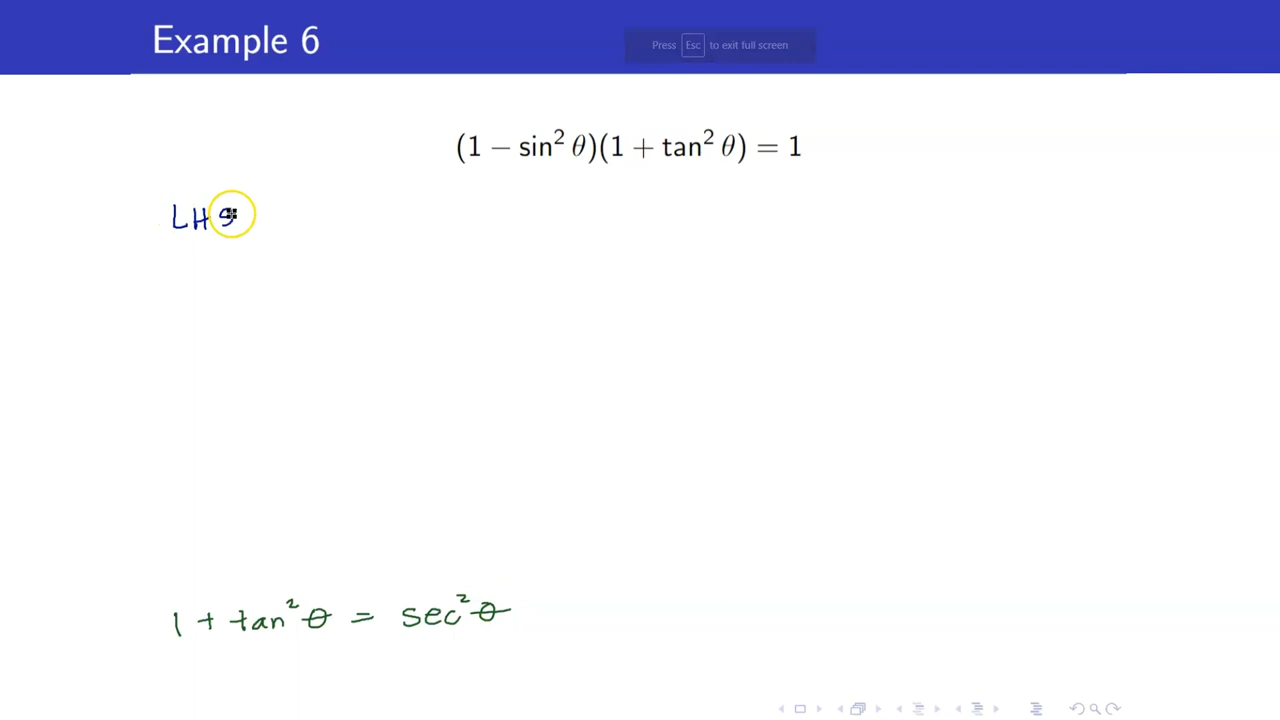 Example 6
Press Esc to exit full screen
(1 − sin² θ)(1 + tan² θ) = 1
LHS
1 + tan² θ = sec² θ